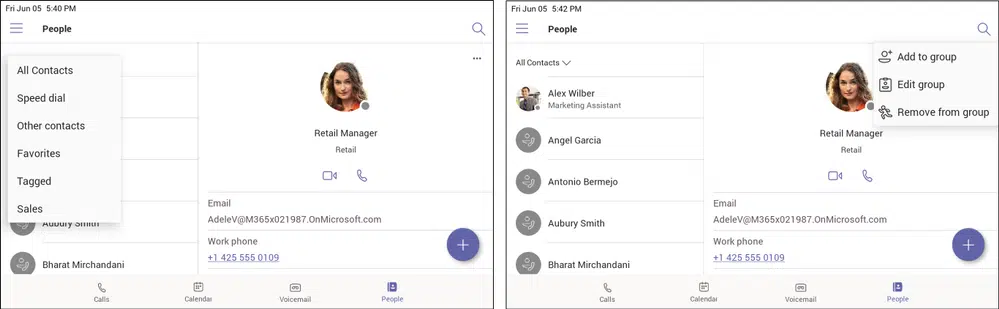 Fri Jun 05 5:40 PM
People
All Contacts
Speed dial
Other contacts
Favorites
Tagged
Sales
Aubury Smith
Bharat Mirchandani
Retail Manager
Retail
Email
AdeleV@M365x021987.OnMicrosoft.com
Work phone
+1 425 555 0109
Calls
Calendar
Voicemail
People
Fri Jun 05 5:42 PM
People
All Contacts
Alex Wilber
Marketing Assistant
Angel Garcia
Antonio Bermejo
Aubury Smith
Bharat Mirchandani
Add to group
Edit group
Remove from group
Retail Manager
Retail
Email
AdeleV@M365x021987.OnMicrosoft.com
Work phone
+1 425 555 0109
Calls
Calendar
Voicemail
People